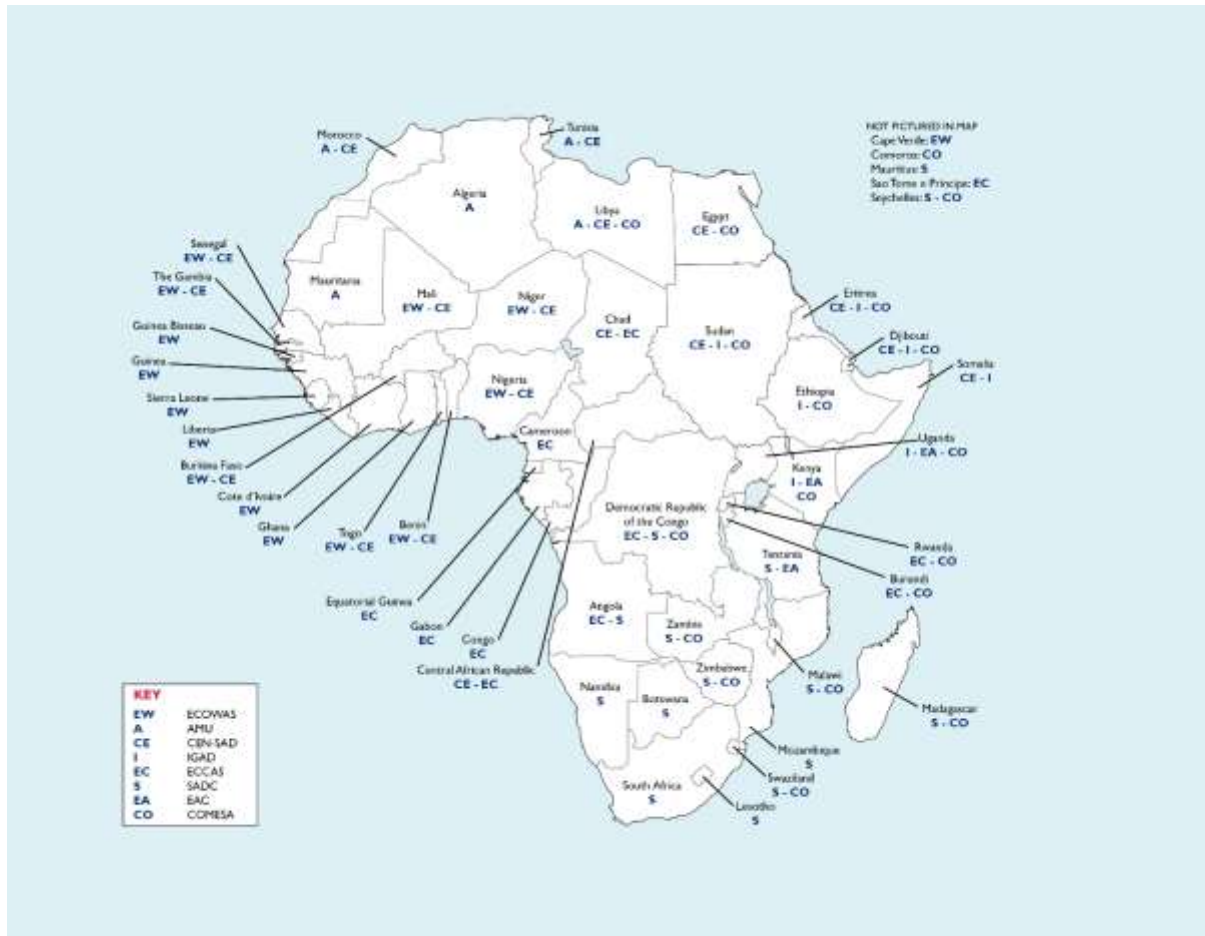 Morocco
A - CE
Tunisia
A - CE
NOT PICTURED IN MAP
Cape Verde: EW
Comoros: CO
Mauritius: S
Sao Tome e Principe: EC
Seychelles: S - CO
Algeria
A
Libya
A - CE - CO
Egypt
CE - CO
Senegal
EW - CE
The Gambia
EW - CE
Guinea Bissau
EW
Guinea
EW
Sierra Leone
EW
Liberia
EW
Burkina Faso
EW - CE
Cote d'Ivoire
EW
Ghana
EW
Togo
EW - CE
Benin
EW - CE
Mauritania
A
Mali
EW - CE
Niger
EW - CE
Chad
CE - EC
Sudan
CE - I - CO
Eritrea
CE - I - CO
Djibouti
CE - I - CO
Somalia
CE - I
Ethiopia
I - CO
Nigeria
EW - CE
Cameroon
EC
Uganda
I - EA - CO
Kenya
I - EA
CO
Democratic Republic
of the Congo
EC - S - CO
Rwanda
EC - CO
Burundi
EC - CO
Tanzania
S - EA
Equatorial Guinea
EC
Gabon
EC
Congo
EC
Central African Republic
CE - EC
Angola
EC - S
Zambia
S - CO
Malawi
S - CO
Zimbabwe
S - CO
Namibia
S
Botswana
S
Madagascar
S - CO
Mozambique
S
Swaziland
S - CO
South Africa
S
Lesotho
S
KEY
EW ECOWAS
A AMU
CE CEN-SAD
I IGAD
EC ECCAS
S SADC
EA EAC
CO COMESA